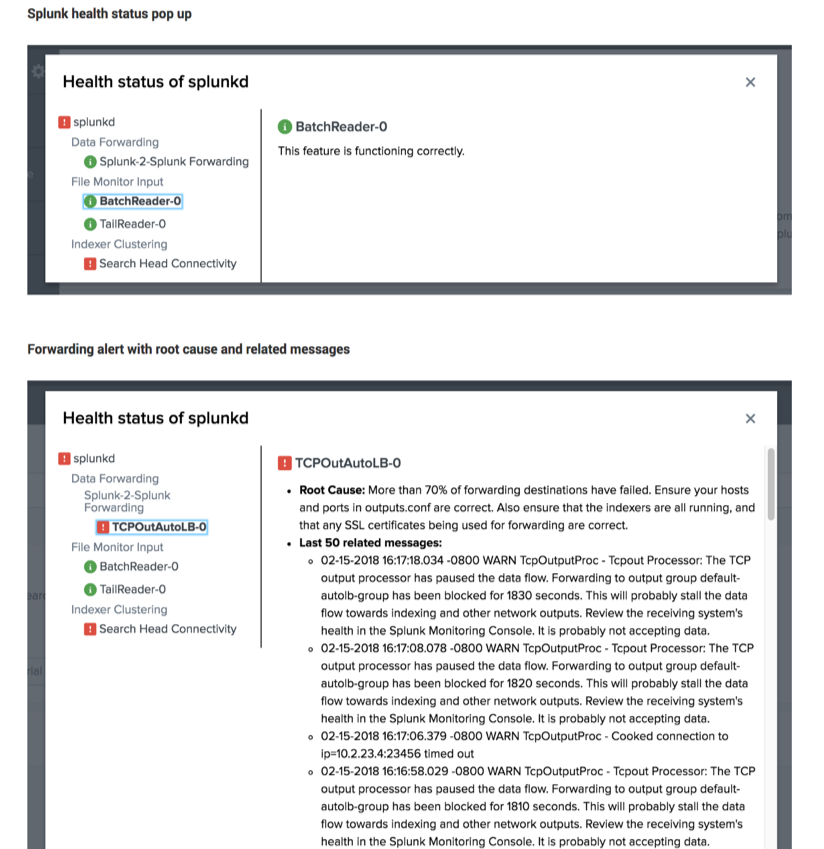 Splunk health status pop up
Health status of splunkd
splunkd
Data Forwarding
Splunk-2-Splunk Forwarding
File Monitor Input
BatchReader-0
TailReader-0
Indexer Clustering
Search Head Connectivity
BatchReader-0
This feature is functioning correctly.
Forwarding alert with root cause and related messages
Health status of splunkd
splunkd
Data Forwarding
Splunk-2-Splunk
Forwarding
TCPOutAutoLB-0
File Monitor Input
BatchReader-0
TailReader-0
Indexer Clustering
Search Head Connectivity
TCPOutAutoLB-0
• Root Cause: More than 70% of forwarding destinations have failed. Ensure your hosts
and ports in outputs.conf are correct. Also ensure that the indexers are all running, and
that any SSL certificates being used for forwarding are correct.
• Last 50 related messages:
◦ 02-15-2018 16:17:18.034 -0800 WARN TcpOutputProc - Tcpout Processor: The TCP
output processor has paused the data flow. Forwarding to output group default-
autolb-group has been blocked for 1830 seconds. This will probably stall the data
flow towards indexing and other network outputs. Review the receiving system's
health in the Splunk Monitoring Console. It is probably not accepting data.
◦ 02-15-2018 16:17:08.078 -0800 WARN TcpOutputProc - Tcpout Processor: The TCP
output processor has paused the data flow. Forwarding to output group default-
autolb-group has been blocked for 1820 seconds. This will probably stall the data
flow towards indexing and other network outputs. Review the receiving system's
health in the Splunk Monitoring Console. It is probably not accepting data.
◦ 02-15-2018 16:17:06.379 -0800 WARN TcpOutputProc - Cooked connection to
ip=10.2.23.4:23456 timed out
◦ 02-15-2018 16:16:58.029 -0800 WARN TcpOutputProc - Tcpout Processor: The TCP
output processor has paused the data flow. Forwarding to output group default-
autolb-group has been blocked for 1810 seconds. This will probably stall the data
flow towards indexing and other network outputs. Review the receiving system's
health in the Splunk Monitoring Console. It is probably not accepting data.